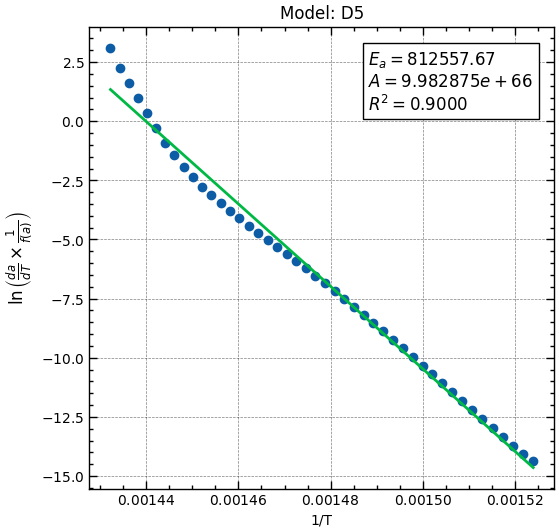 Model: D5
E_a = 812557.67
A = 9.982875e + 66
R² = 0.9000
ln(da/dT × 1/f(a))
2.5
0.0
−2.5
−5.0
−7.5
−10.0
−12.5
−15.0
0.00144 0.00146 0.00148 0.00150 0.00152
1/T